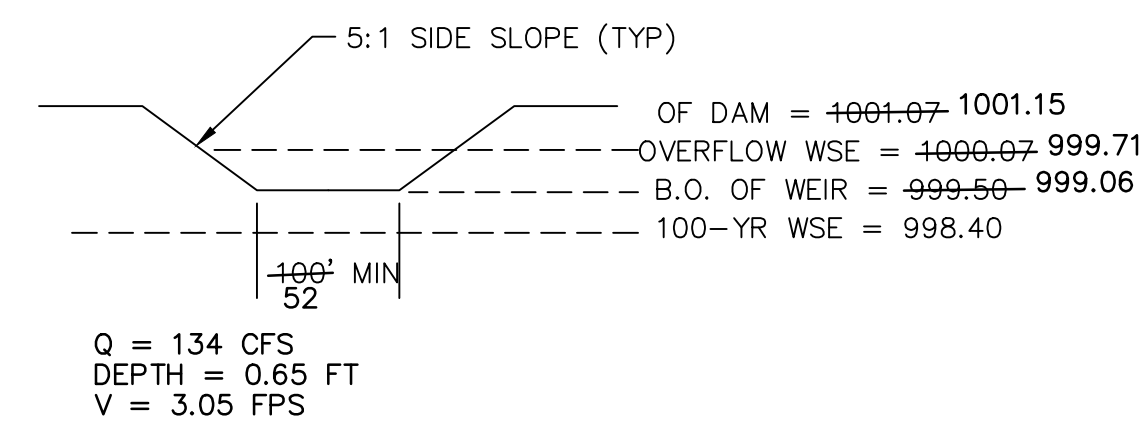 5:1 SIDE SLOPE (TYP)
OF DAM = 1001.07 1001.15
OVERFLOW WSE = 1000.07 999.71
B.O. OF WEIR = 999.50 999.06
100-YR WSE = 998.40
100' MIN
52
Q = 134 CFS
DEPTH = 0.65 FT
V = 3.05 FPS